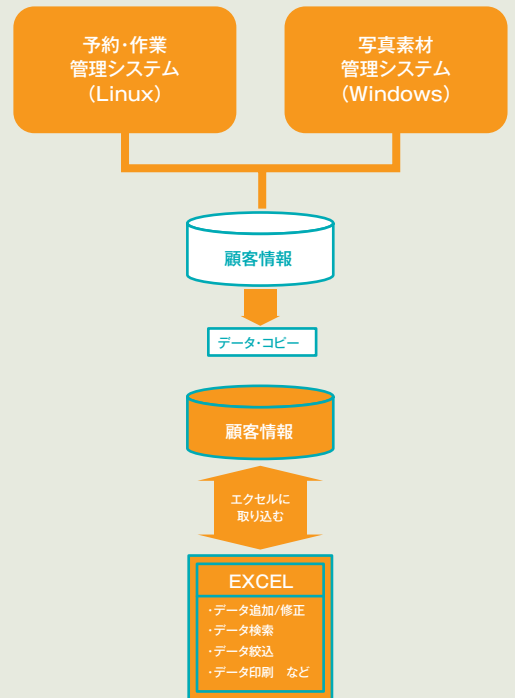 予約・作業
管理システム
（Linux）
写真素材
管理システム
（Windows）
顧客情報
データ・コピー
顧客情報
エクセルに
取り込む
EXCEL
・データ追加/修正
・データ検索
・データ絞込
・データ印刷　など